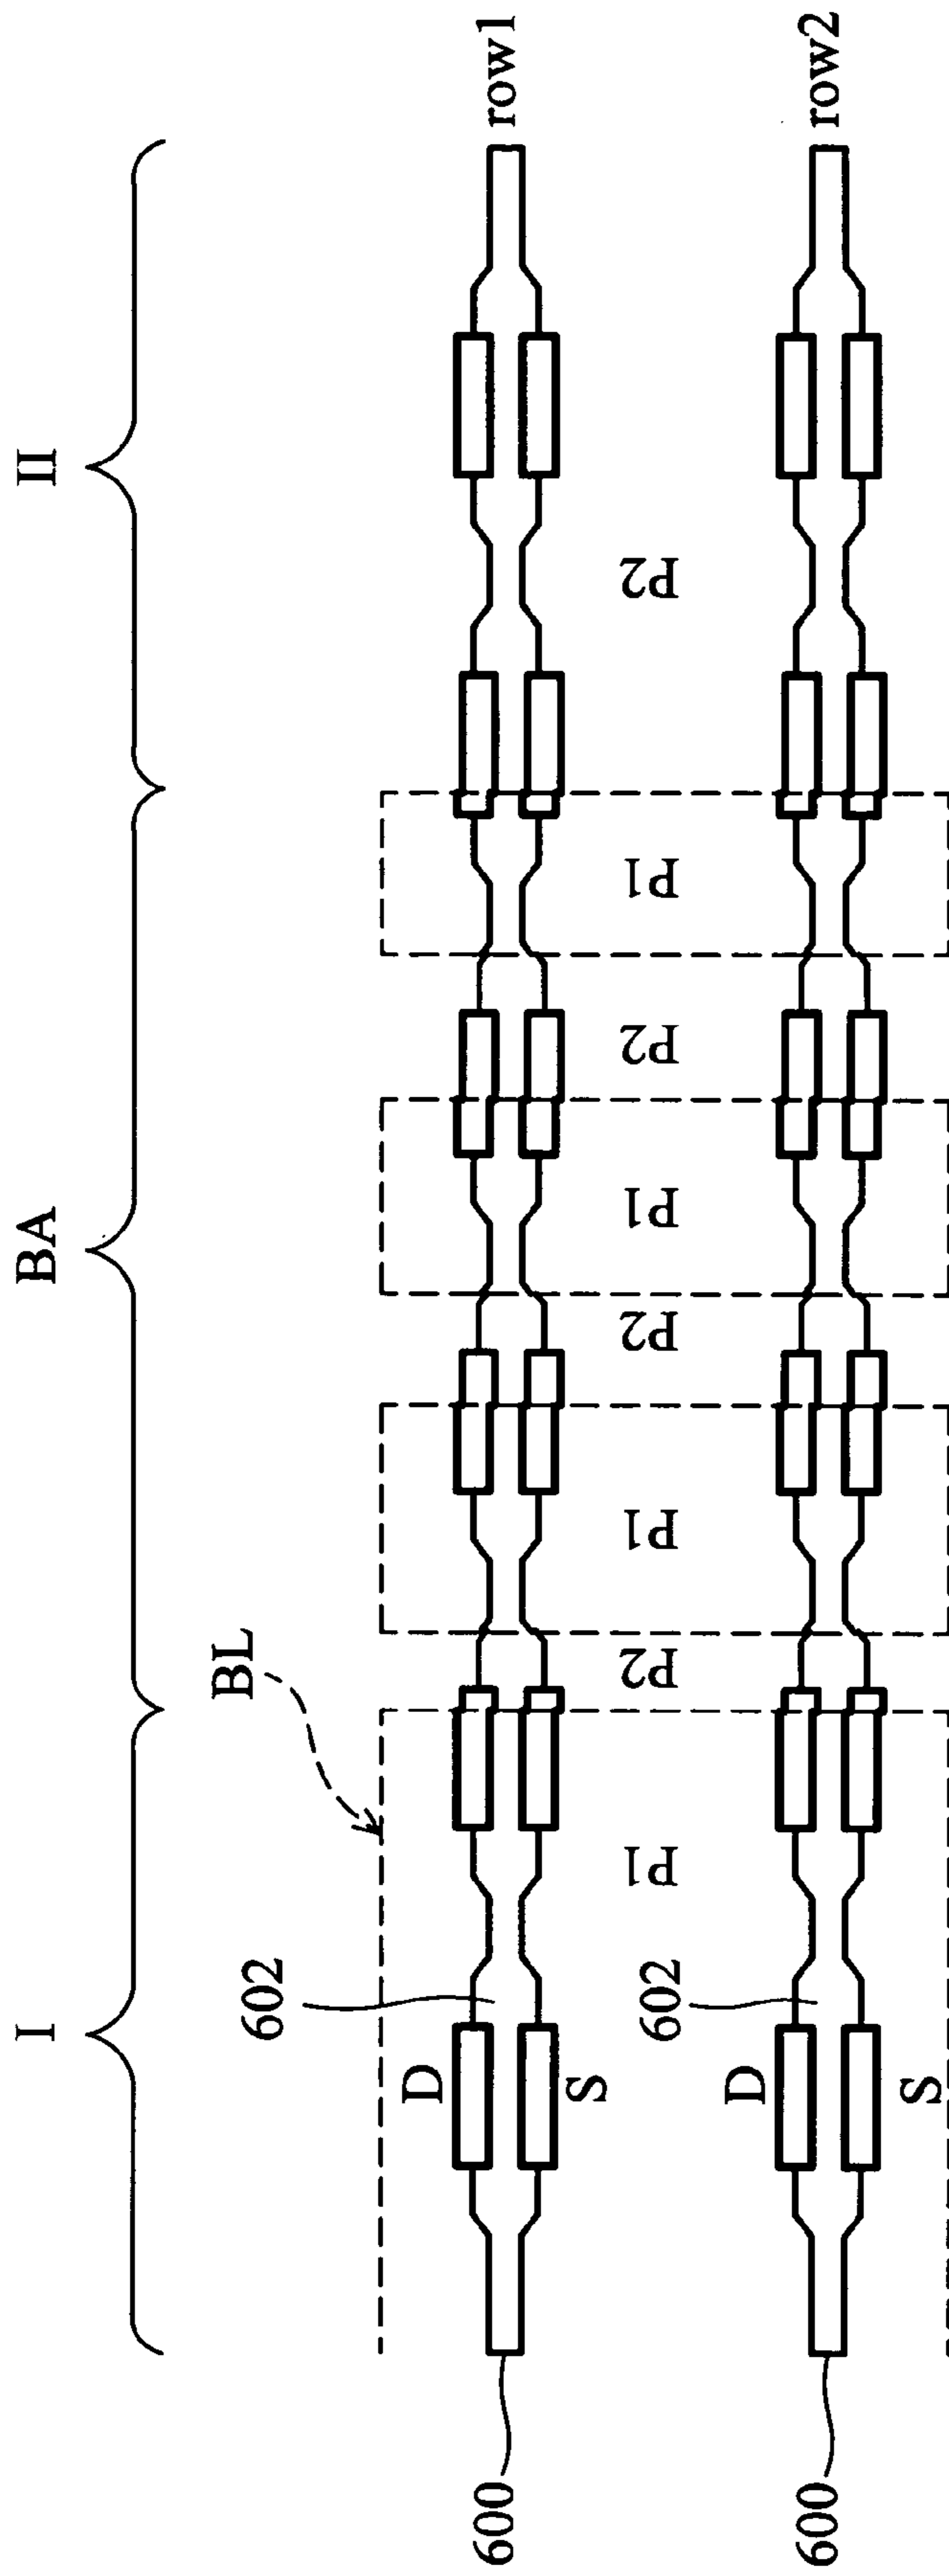 I BA II
BL
602 602
D D
S S
P1 P2 P1 P2 P1 P2 P1 P2
600 row1
600 row2